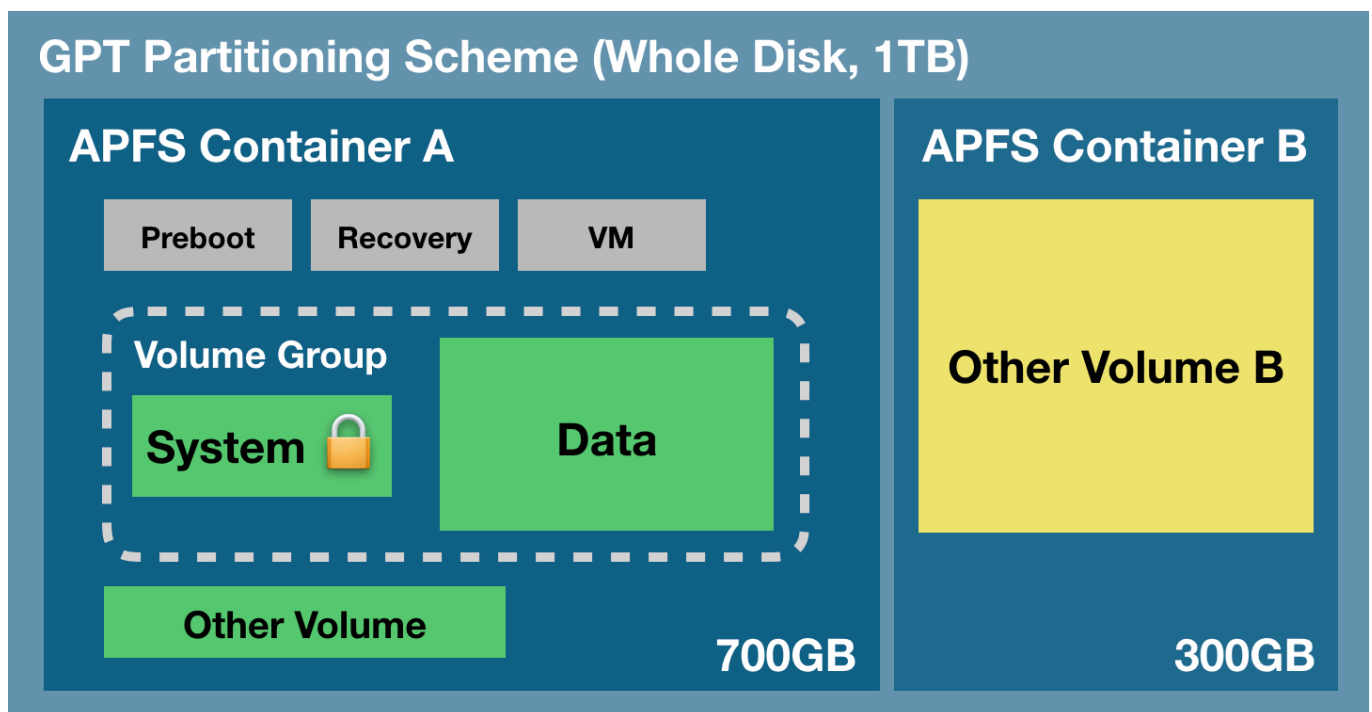 GPT Partitioning Scheme (Whole Disk, 1TB)
APFS Container A
Preboot
Recovery
VM
Volume Group
System
Data
Other Volume
700GB
APFS Container B
Other Volume B
300GB